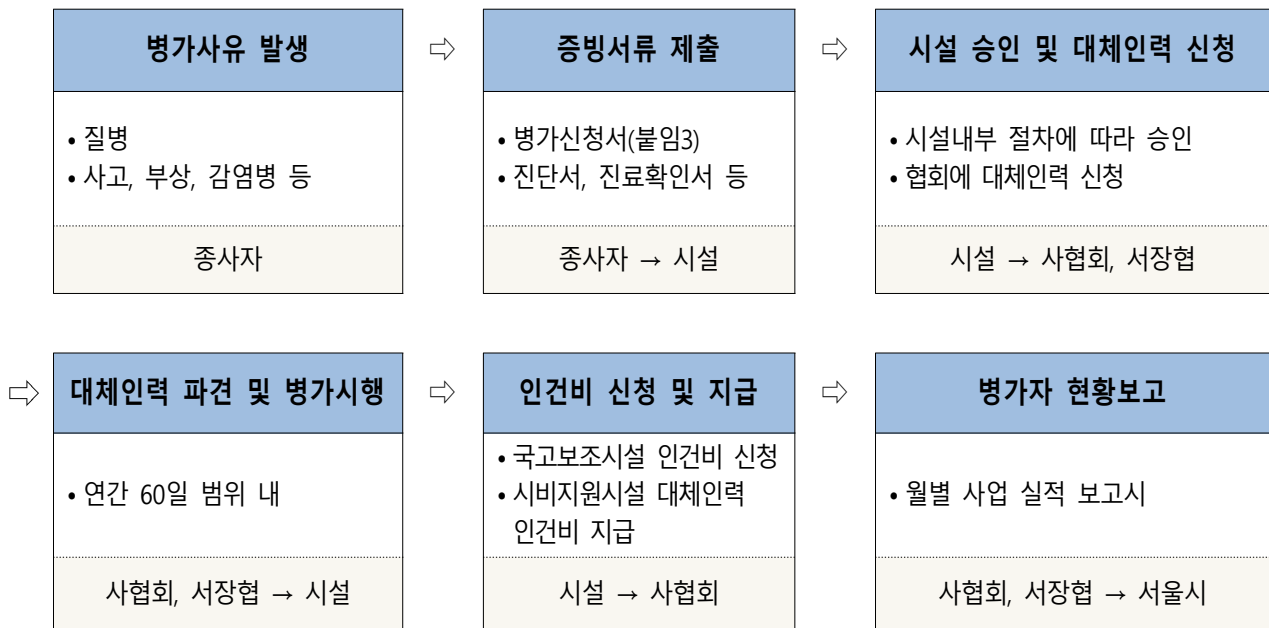 병가사유 발생 ⇨ 증빙서류 제출 ⇨ 시설 승인 및 대체인력 신청
• 질병
• 사고, 부상, 감염병 등
• 병가신청서(붙임3)
• 진단서, 진료확인서 등
• 시설내부 절차에 따라 승인
• 협회에 대체인력 신청
종사자
종사자 → 시설
시설 → 사협회, 서장협
⇨ 대체인력 파견 및 병가시행 ⇨ 인건비 신청 및 지급 ⇨ 병가자 현황보고
• 연간 60일 범위 내
• 국고보조시설 인건비 신청
• 시비지원시설 대체인력
인건비 지급
• 월별 사업 실적 보고시
사협회, 서장협 → 시설
시설 → 사협회
사협회, 서장협 → 서울시